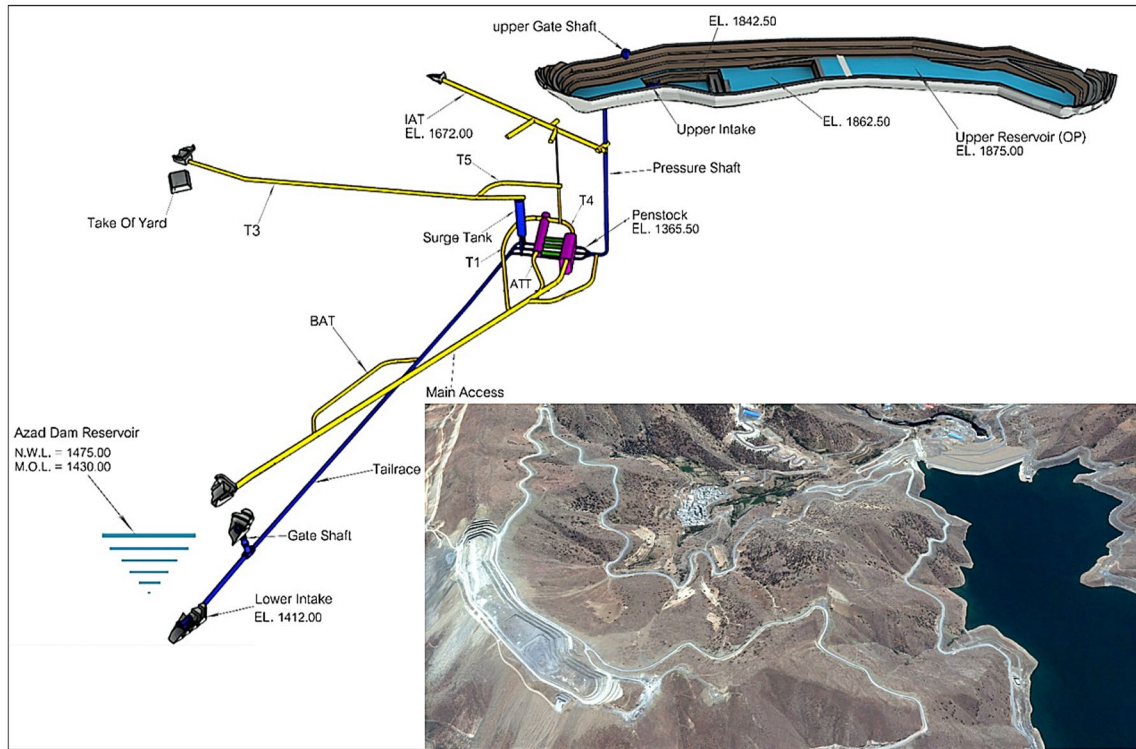 EL. 1842.50
upper Gate Shaft
IAT
EL. 1672.00
Upper Intake
EL. 1862.50
Upper Reservoir (OP)
EL. 1875.00
T5
Pressure Shaft
Take Of Yard
T3
T4
Penstock
EL. 1365.50
Surge Tank
T1
ATT
BAT
Main Access
Azad Dam Reservoir
N.W.L. = 1475.00
M.O.L. = 1430.00
Tailrace
Gate Shaft
Lower Intake
EL. 1412.00